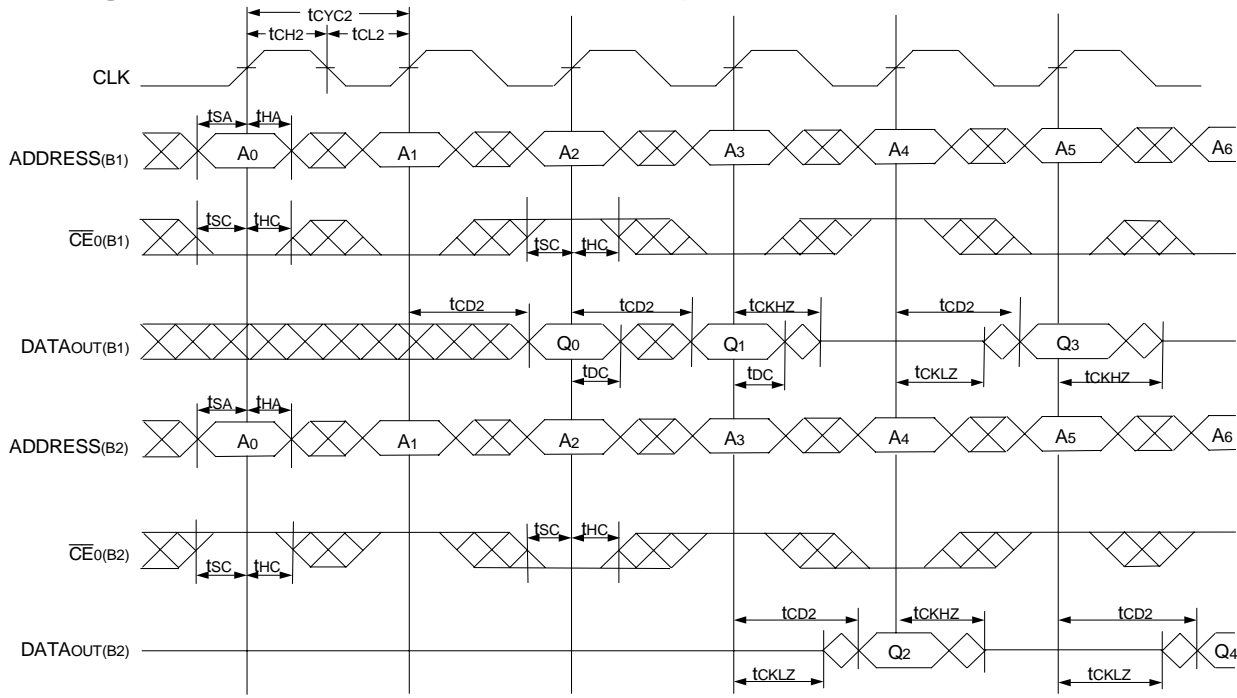 tCYC2
tCH2 tCL2
CLK
tSA tHA
ADDRESS(B1) A0 A1 A2 A3 A4 A5 A6
tSC tHC
CE0(B1)
tSC tHC
tCD2 tCD2 tCKHZ tCD2
DATAOUT(B1) Q0 Q1 Q3
tDC tDC tCKLZ tCKHZ
tSA tHA
ADDRESS(B2) A0 A1 A2 A3 A4 A5 A6
tSC tHC
CE0(B2)
tSC tHC
tCD2 tCKHZ tCD2
DATAOUT(B2) Q2 Q4
tCKLZ tCKLZ